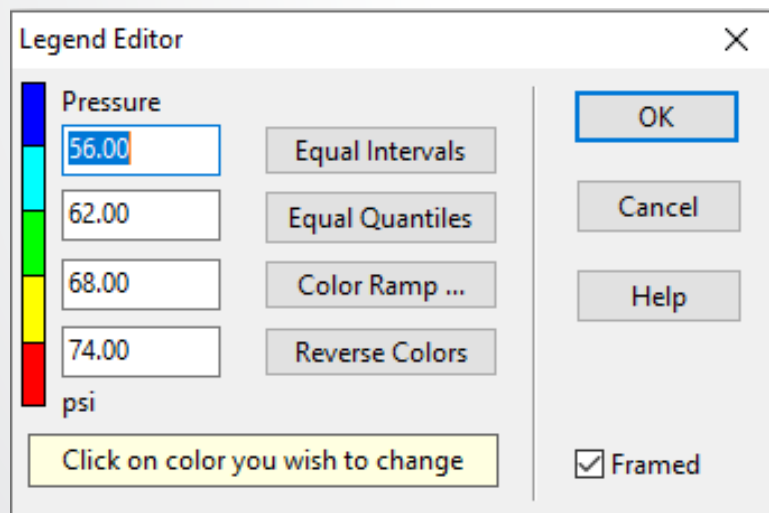 Legend Editor
Pressure
56.00
62.00
68.00
74.00
psi
Equal Intervals
Equal Quantiles
Color Ramp ...
Reverse Colors
Click on color you wish to change
OK
Cancel
Help
Framed